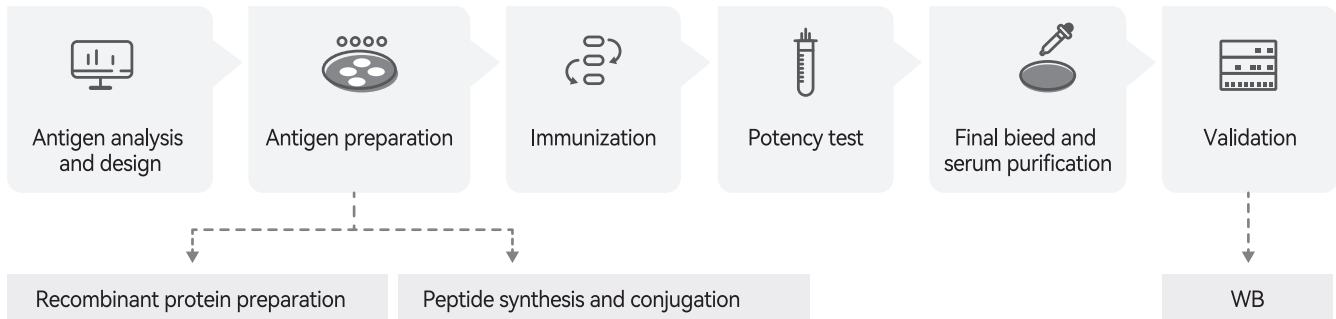 Antigen analysis
and design
Antigen preparation
Immunization
Potency test
Final bieed and
serum purification
Validation
Recombinant protein preparation
Peptide synthesis and conjugation
WB